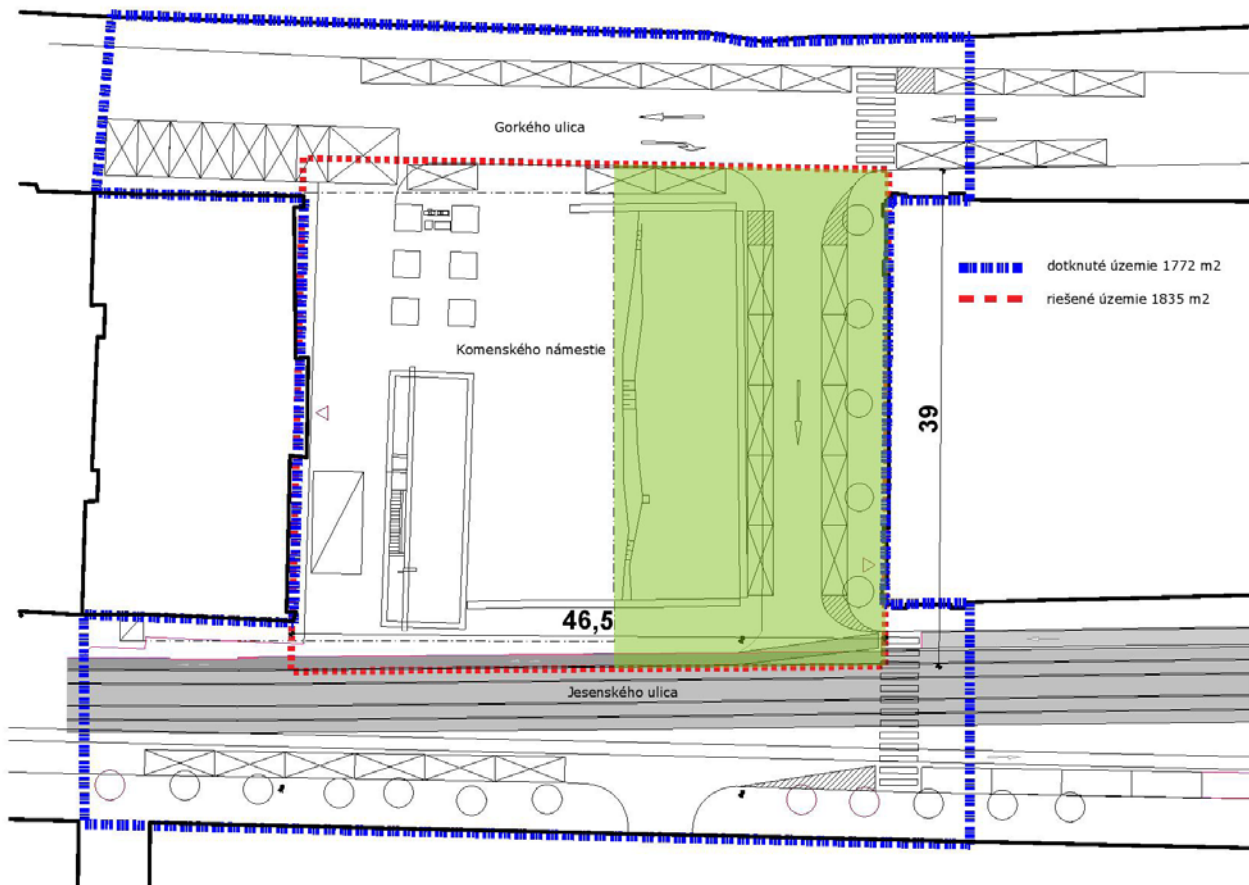 Gorkého ulica
dotknuté územie 1772 m2
riešené územie 1835 m2
Komenského námestie
39
46,5
Jesenského ulica